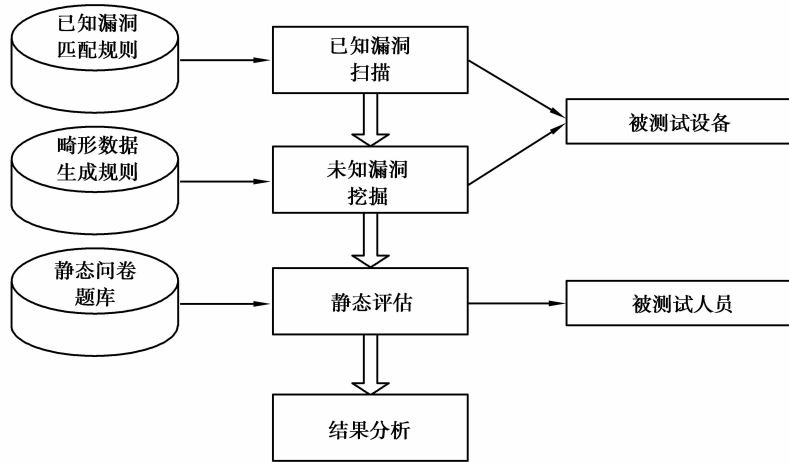 已知漏洞
匹配规则
已知漏洞
扫描
被测试设备
畸形数据
生成规则
未知漏洞
挖掘
静态问卷
题库
静态评估
被测试人员
结果分析